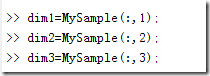 >> dim1=MySample(:,1);
>> dim2=MySample(:,2);
>> dim3=MySample(:,3);